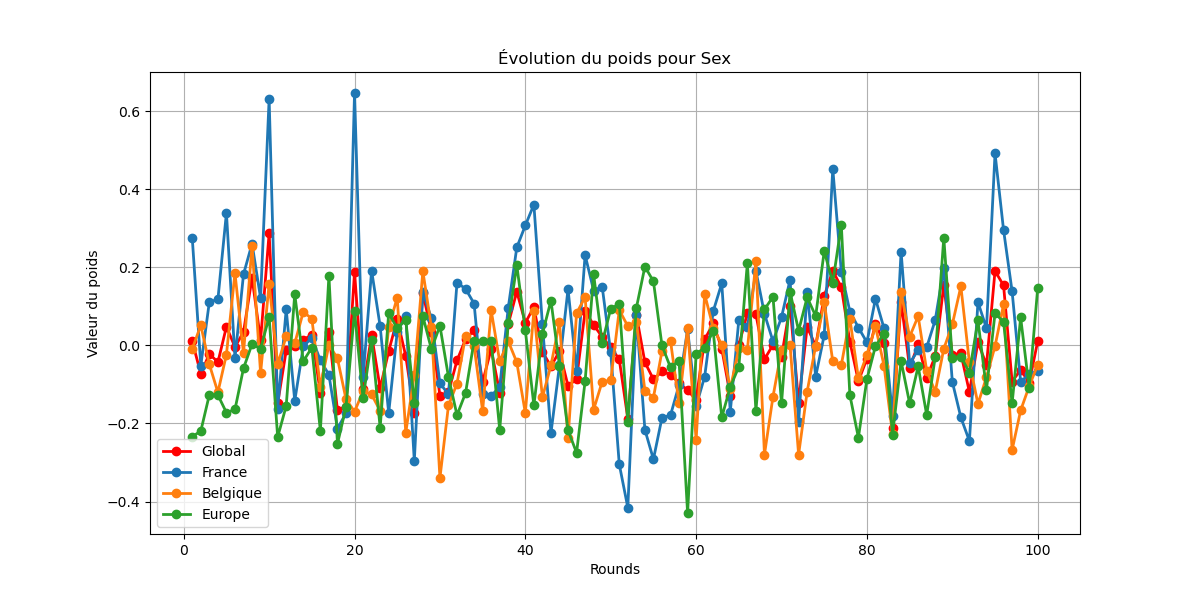 Évolution du poids pour Sex
Valeur du poids
0.6
0.4
0.2
0.0
−0.2
−0.4
Global
France
Belgique
Europe
0 20 40 60 80 100
Rounds